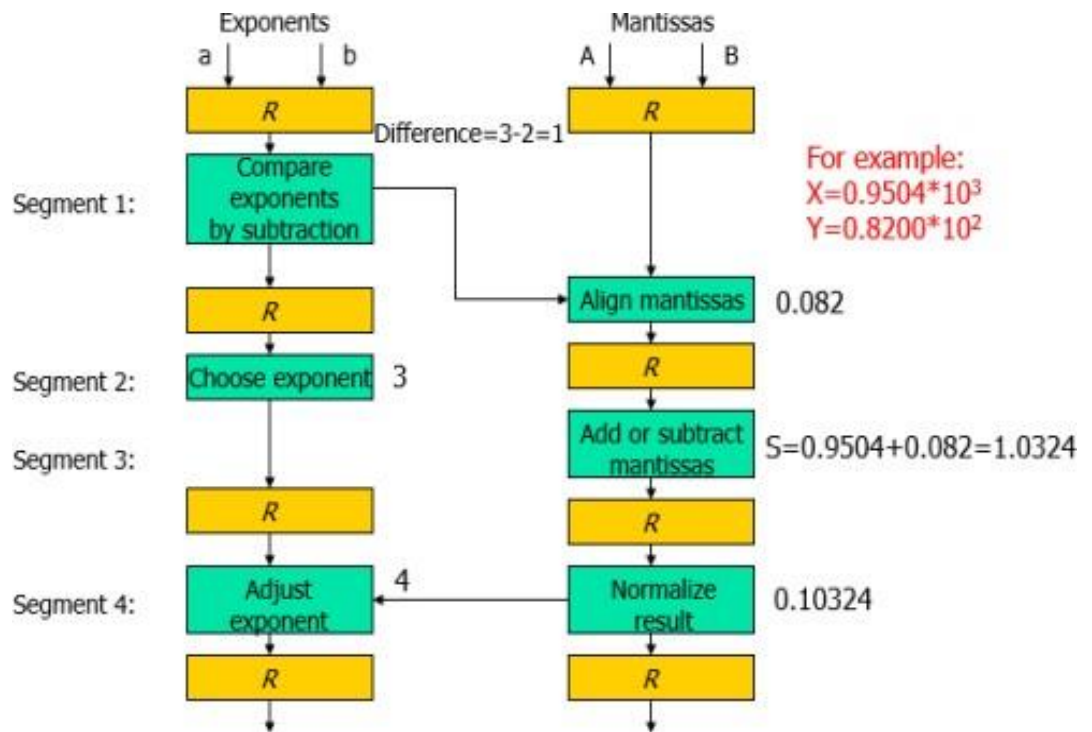 Exponents
Mantissas
a
b
A
B
R
R
Difference=3-2=1
For example:
X=0.9504*10³
Y=0.8200*10²
Segment 1:
Compare
exponents
by subtraction
R
Align mantissas
0.082
R
Segment 2:
Choose exponent
3
Segment 3:
Add or subtract
mantissas
S=0.9504+0.082=1.0324
R
R
Segment 4:
Adjust
exponent
4
Normalize
result
0.10324
R
R